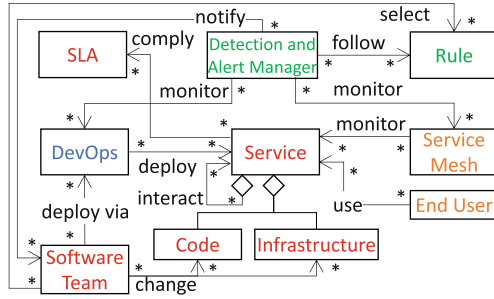 notify
*
select
*
SLA
comply
*
Detection and
Alert Manager
follow
*
*
Rule
*
monitor
*
*
monitor
*
*
DevOps
*
deploy
*
*
Service
*
monitor
*
Service
Mesh
interact
*
*
*
use
*
End User
*
deploy via
*
*
Code
Infrastructure
Software
Team
*
change
*
*
*